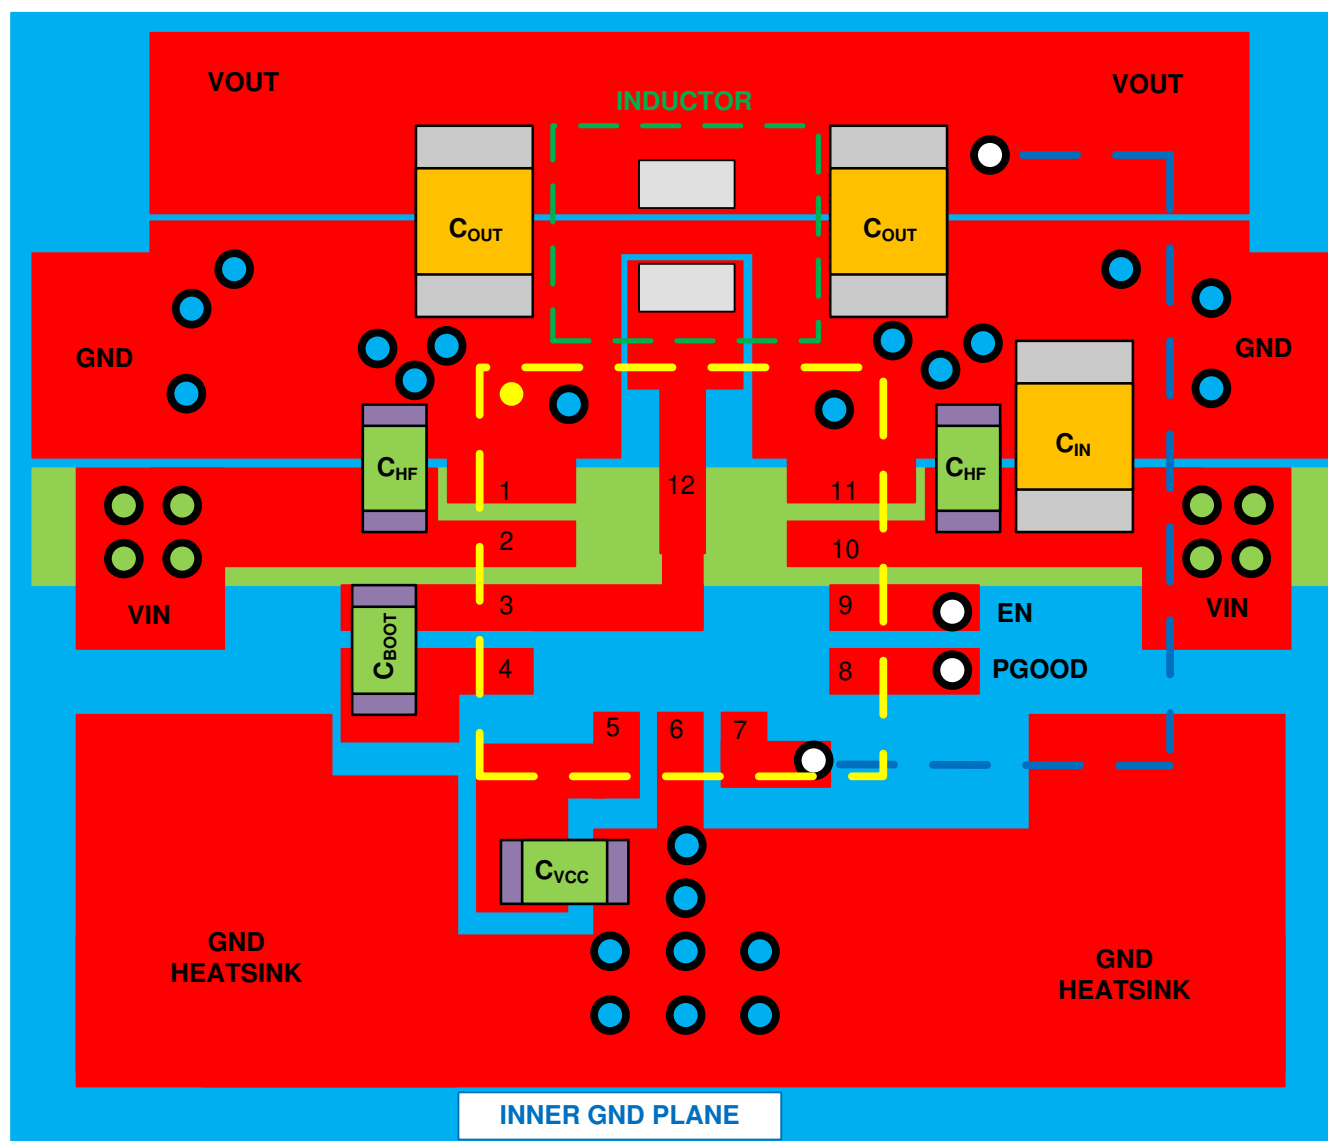 VOUT
VOUT
INDUCTOR
COUT
COUT
GND
GND
CHF
CHF
CIN
1
12
11
2
10
3
9
EN
VIN
VIN
CBOOT
4
8
PGOOD
5
6
7
CVCC
GND
HEATSINK
GND
HEATSINK
INNER GND PLANE